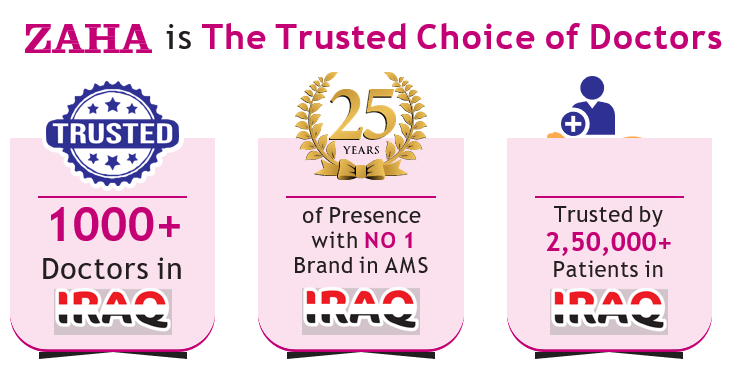 ZAHA is The Trusted Choice of Doctors
TRUSTED
1000+
Doctors in
IRAQ
25
YEARS
of Presence
with NO 1
Brand in AMS
IRAQ
Trusted by
2,50,000+
Patients in
IRAQ